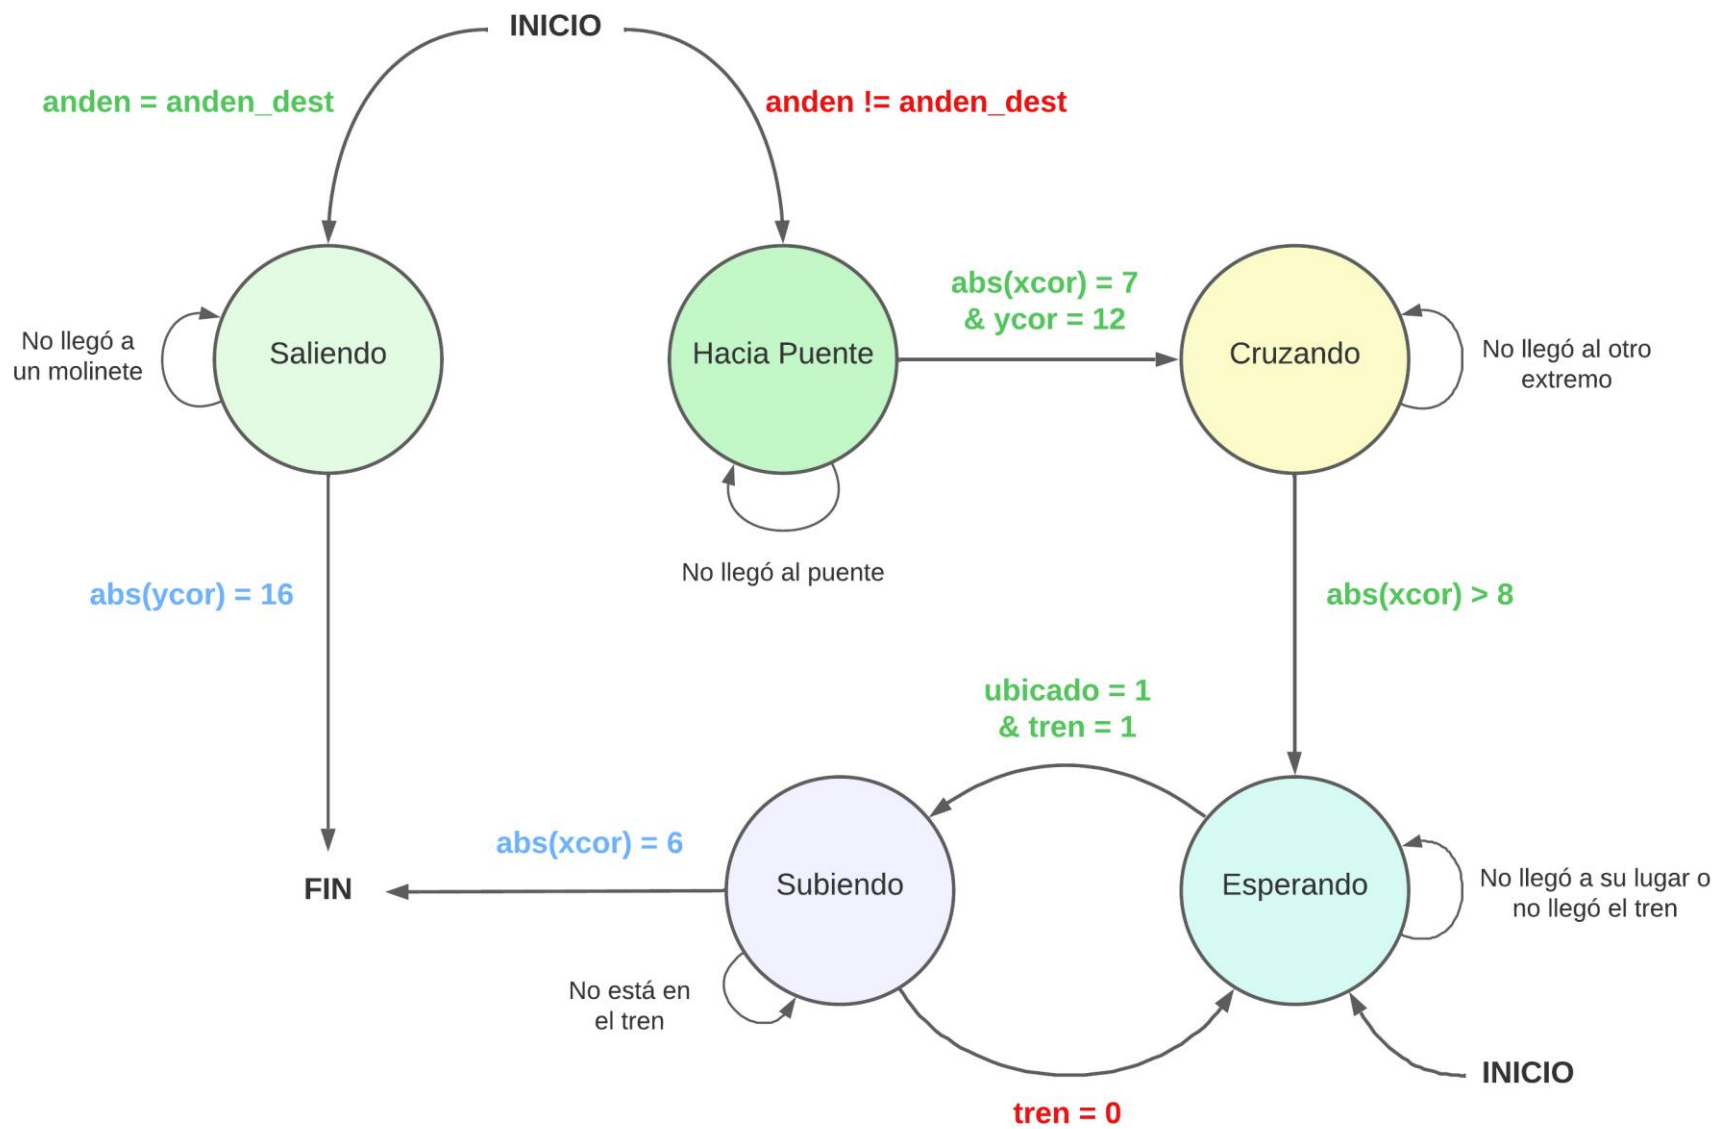 INICIO
anden = anden_dest
anden != anden_dest
abs(xcor) = 7
& ycor = 12
Saliendo
Hacia Puente
Cruzando
No llegó a
un molinete
No llegó al otro
extremo
No llegó al puente
abs(ycor) = 16
abs(xcor) > 8
ubicado = 1
& tren = 1
abs(xcor) = 6
FIN
Subiendo
Esperando
No llegó a su lugar o
no llegó el tren
No está en
el tren
INICIO
tren = 0